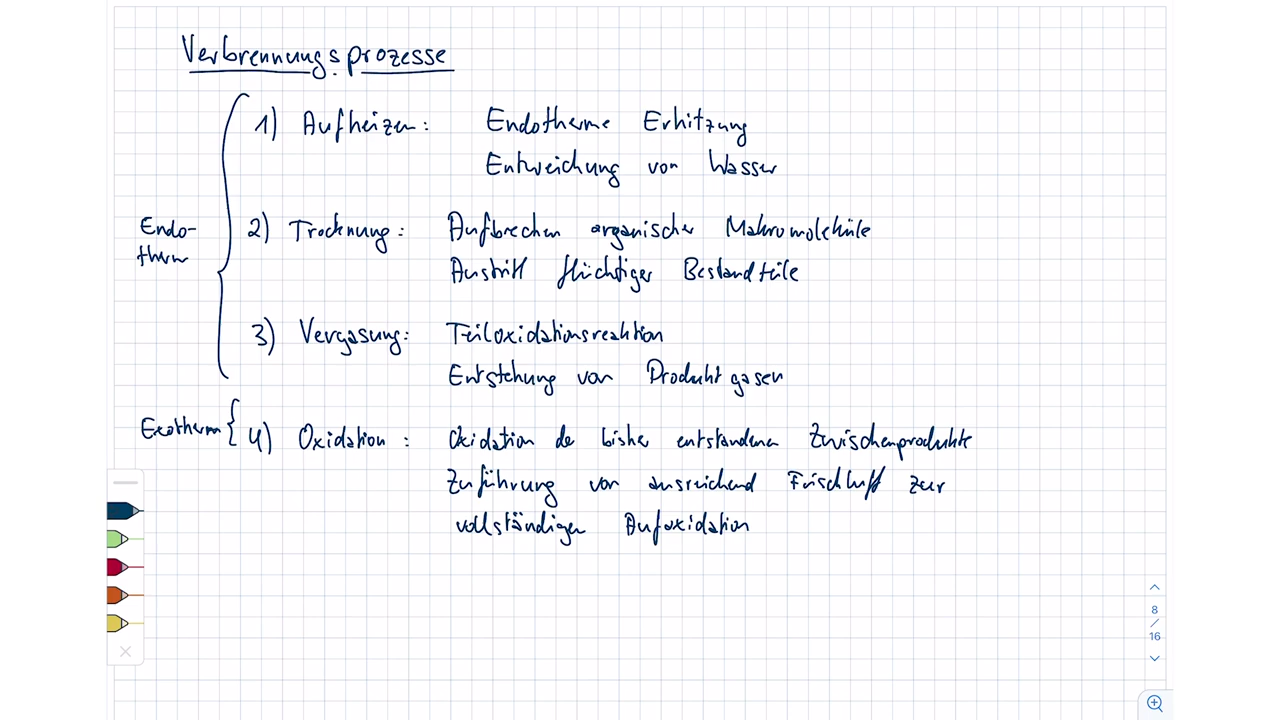 Verbrennungsprozesse
1) Aufheizen: Endotherme Erhitzung
Entweichung von Wasser
Endo-
therm
2) Trocknung: Aufbrechen organischer Makromoleküle
Austritt flüchtiger Bestandteile
3) Vergasung: Teiloxidationsreaktion
Entstehung von Produktgasen
Exotherm
4) Oxidation: Oxidation der bisher entstandenen Zwischenprodukte
Zuführung von ausreichend Frischluft zur
vollständigen Aufoxidation
8
/
16